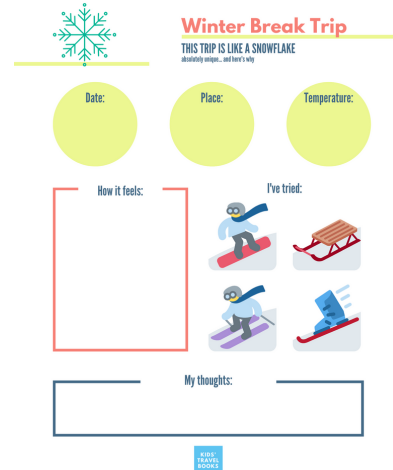 Winter Break Trip
THIS TRIP IS LIKE A SNOWFLAKE
absolutely unique... and here's why
Date:
Place:
Temperature:
How it feels:
I've tried:
My thoughts:
KIDS'
TRAVEL
BOOKS